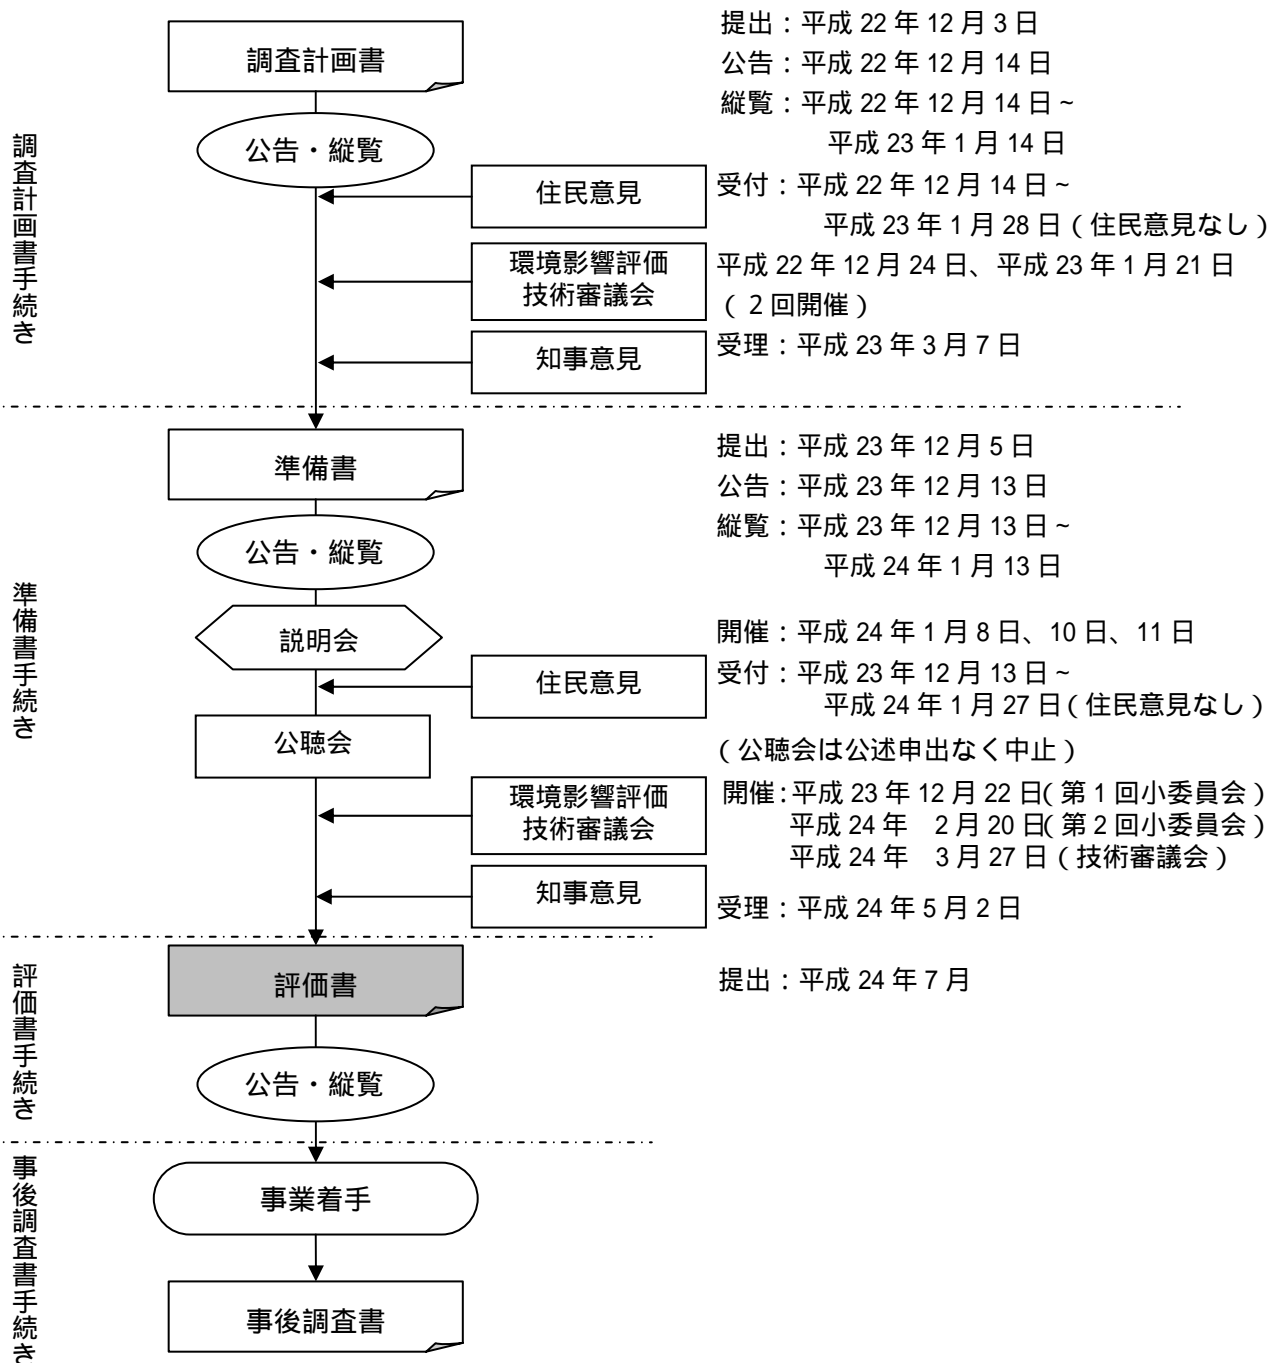 調査計画書手続き
調査計画書
提出：平成 22 年 12 月 3 日
公告：平成 22 年 12 月 14 日
縦覧：平成 22 年 12 月 14 日 ~
平成 23 年 1 月 14 日
公告・縦覧
住民意見
受付：平成 22 年 12 月 14 日 ~
平成 23 年 1 月 28 日（住民意見なし）
環境影響評価
技術審議会
平成 22 年 12 月 24 日、平成 23 年 1 月 21 日
（2 回開催）
知事意見
受理：平成 23 年 3 月 7 日
準備書手続き
準備書
提出：平成 23 年 12 月 5 日
公告：平成 23 年 12 月 13 日
縦覧：平成 23 年 12 月 13 日 ~
平成 24 年 1 月 13 日
公告・縦覧
説明会
開催：平成 24 年 1 月 8 日、10 日、11 日
住民意見
受付：平成 23 年 12 月 13 日 ~
平成 24 年 1 月 27 日（住民意見なし）
公聴会
（公聴会は公述申出なく中止）
環境影響評価
技術審議会
開催：平成 23 年 12 月 22 日（第 1 回小委員会）
平成 24 年 2 月 20 日（第 2 回小委員会）
平成 24 年 3 月 27 日（技術審議会）
知事意見
受理：平成 24 年 5 月 2 日
評価書手続き
評価書
提出：平成 24 年 7 月
公告・縦覧
事後調査書手続き
事業着手
事後調査書